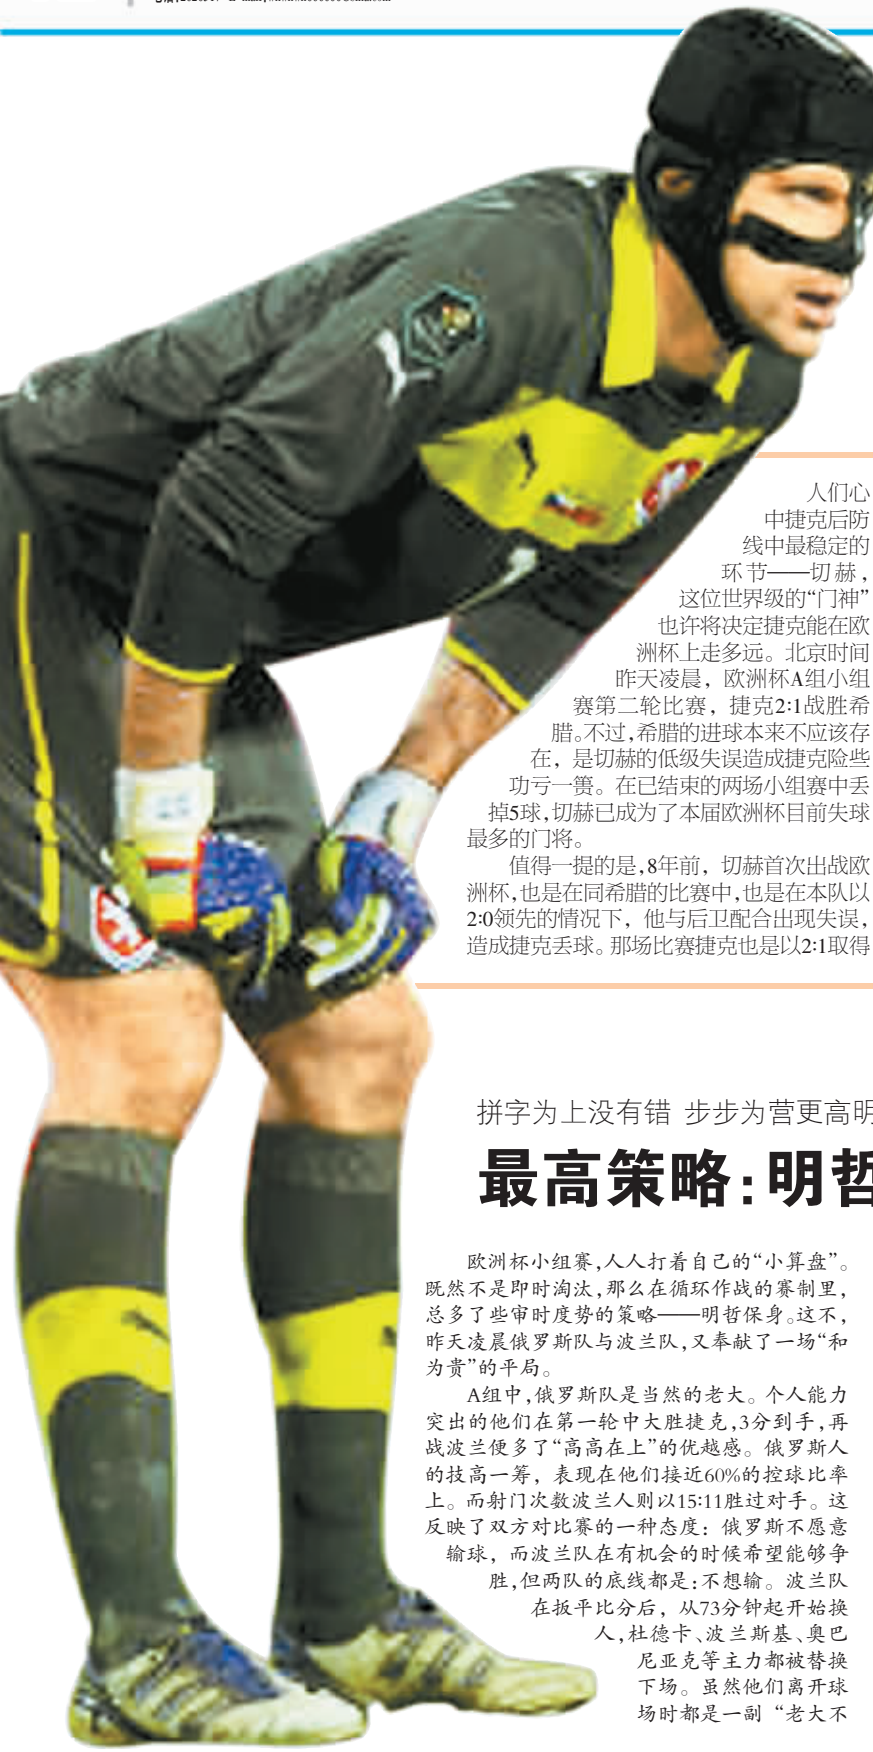 人们心
中捷克后防
线中最稳定的
环节——切赫，
这位世界级的“门神”
也许将决定捷克能在欧
洲杯上走多远。北京时间
昨天凌晨，欧洲杯A组小组
赛第二轮比赛，捷克2:1战胜希
腊。不过，希腊的进球本来不应该存
在，是切赫的低级失误造成捷克险些
功亏一篑。在已结束的两场小组赛中丢
掉5球，切赫已成为了本届欧洲杯目前失球
最多的门将。
值得一提的是，8年前，切赫首次出战欧
洲杯，也是在同希腊的比赛中，也是在本队以
2:0领先的情况下，他与后卫配合出现失误，
造成捷克丢球。那场比赛捷克也是以2:1取得
拼字为上没有错 步步为营更高明
最高策略：明哲
欧洲杯小组赛，人人打着自己的“小算盘”。
既然不是即时淘汰，那么在循环作战的赛制里，
总多了些审时度势的策略——明哲保身。这不，
昨天凌晨俄罗斯队与波兰队，又奉献了一场“和
为贵”的平局。
A组中，俄罗斯队是当然的老大。个人能力
突出的他们在第一轮中大胜捷克，3分到手，再
战波兰便多了“高高在上”的优越感。俄罗斯人
的技高一筹，表现在他们接近60%的控球比率
上。而射门次数波兰人则以15:11胜过对手。这
反映了双方对比赛的一种态度：俄罗斯不愿意
输球，而波兰队在有机会的时候希望能够争
胜，但两队的底线都是：不想输。波兰队
在扳平比分后，从73分钟起开始换
人，杜德卡、波兰斯基、奥巴
尼亚克等主力都被替换
下场。虽然他们离开球
场时都是一副“老大不